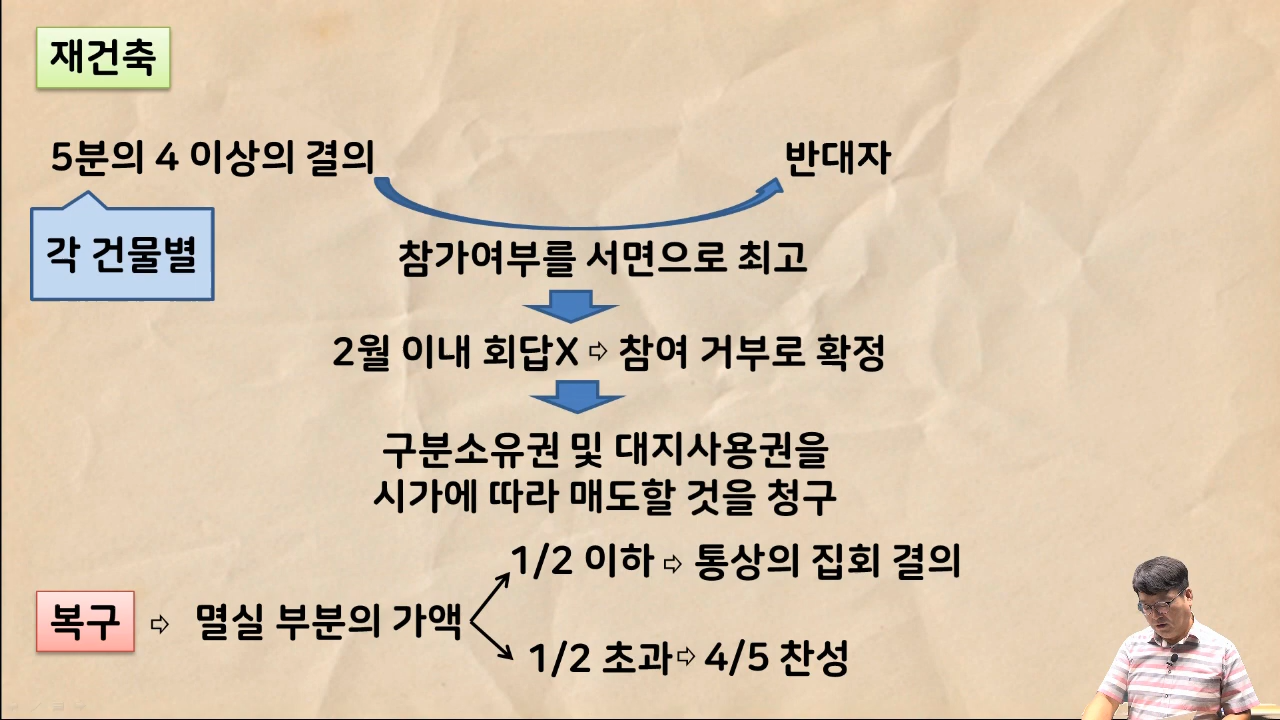 재건축
5분의 4 이상의 결의
반대자
각 건물별
참가여부를 서면으로 최고
2월 이내 회답X ⇨ 참여 거부로 확정
구분소유권 및 대지사용권을
시가에 따라 매도할 것을 청구
1/2 이하 ⇨ 통상의 집회 결의
복구 ⇨ 멸실 부분의 가액
1/2 초과 ⇨ 4/5 찬성